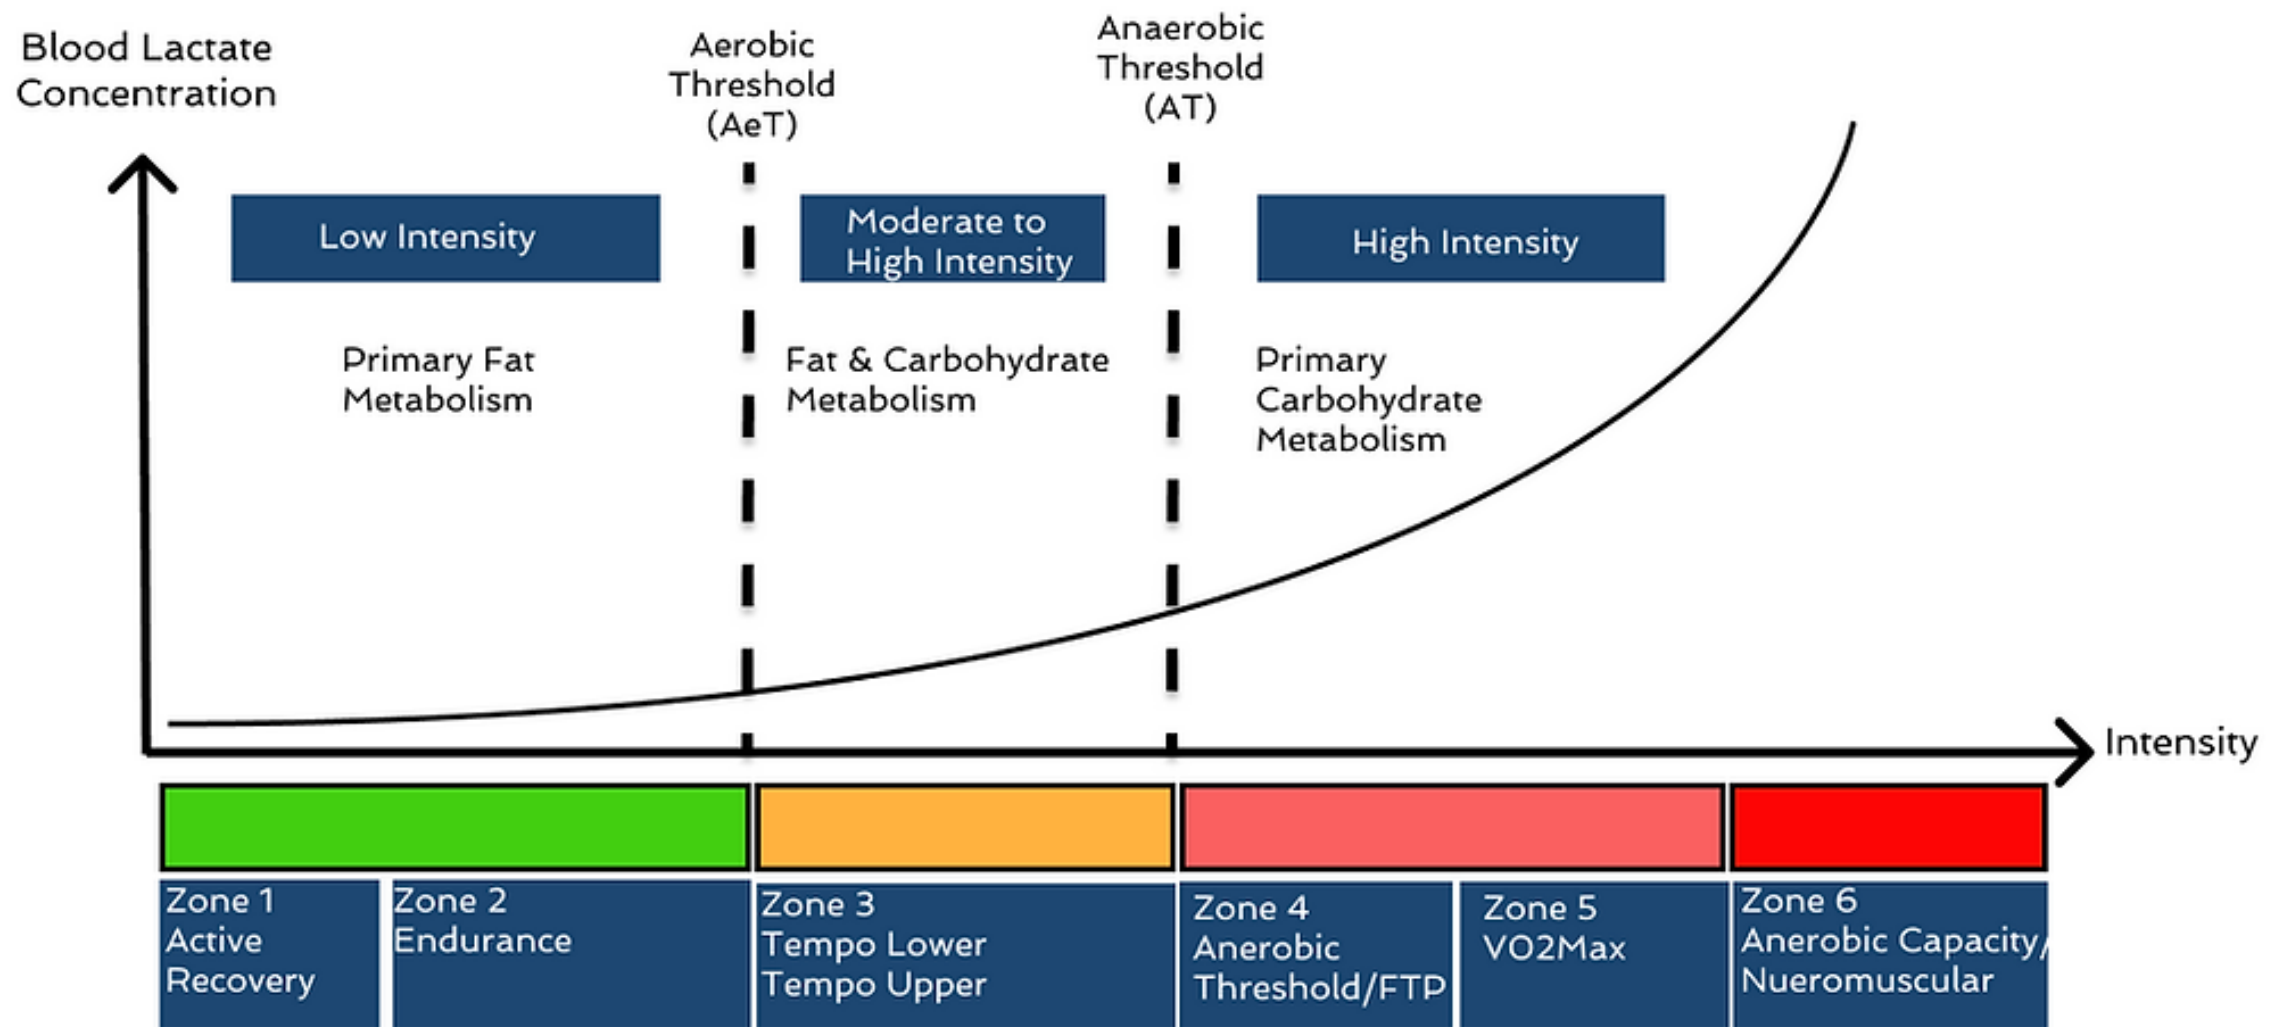 Blood Lactate
Concentration
Aerobic
Threshold
(AeT)
Anaerobic
Threshold
(AT)
Low Intensity
Moderate to
High Intensity
High Intensity
Primary Fat
Metabolism
Fat & Carbohydrate
Metabolism
Primary
Carbohydrate
Metabolism
Intensity
Zone 1
Active
Recovery
Zone 2
Endurance
Zone 3
Tempo Lower
Tempo Upper
Zone 4
Anerobic
Threshold/FTP
Zone 5
VO2Max
Zone 6
Anerobic Capacity/
Nueromuscular